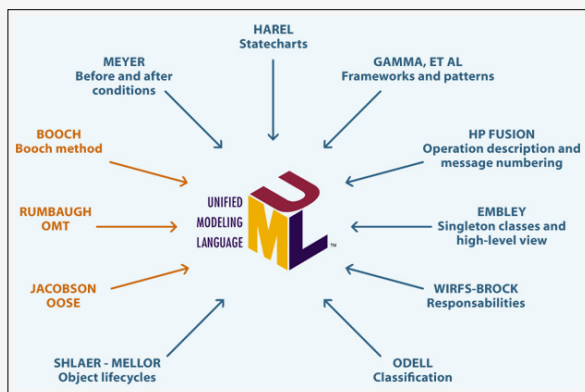 HAREL
Statecharts
MEYER
Before and after
conditions
GAMMA, ET AL
Frameworks and patterns
BOOCH
Booch method
HP FUSION
Operation description and
message numbering
RUMBAUGH
OMT
UNIFIED
MODELING
LANGUAGE
UML
TM
EMBLEY
Singleton classes and
high-level view
JACOBSON
OOSE
WIRFS-BROCK
Responsabilities
SHLAER - MELLOR
Object lifecycles
ODELL
Classification